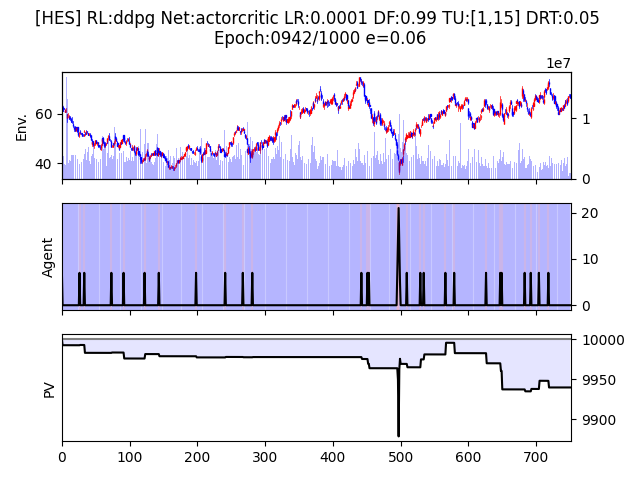 [HES] RL:ddpg Net:actorcritic LR:0.0001 DF:0.99 TU:[1,15] DRT:0.05
Epoch:0942/1000 e=0.06
1e7
Env.
60
40
1
0
Agent
20
10
0
PV
10000
9950
9900
0 100 200 300 400 500 600 700